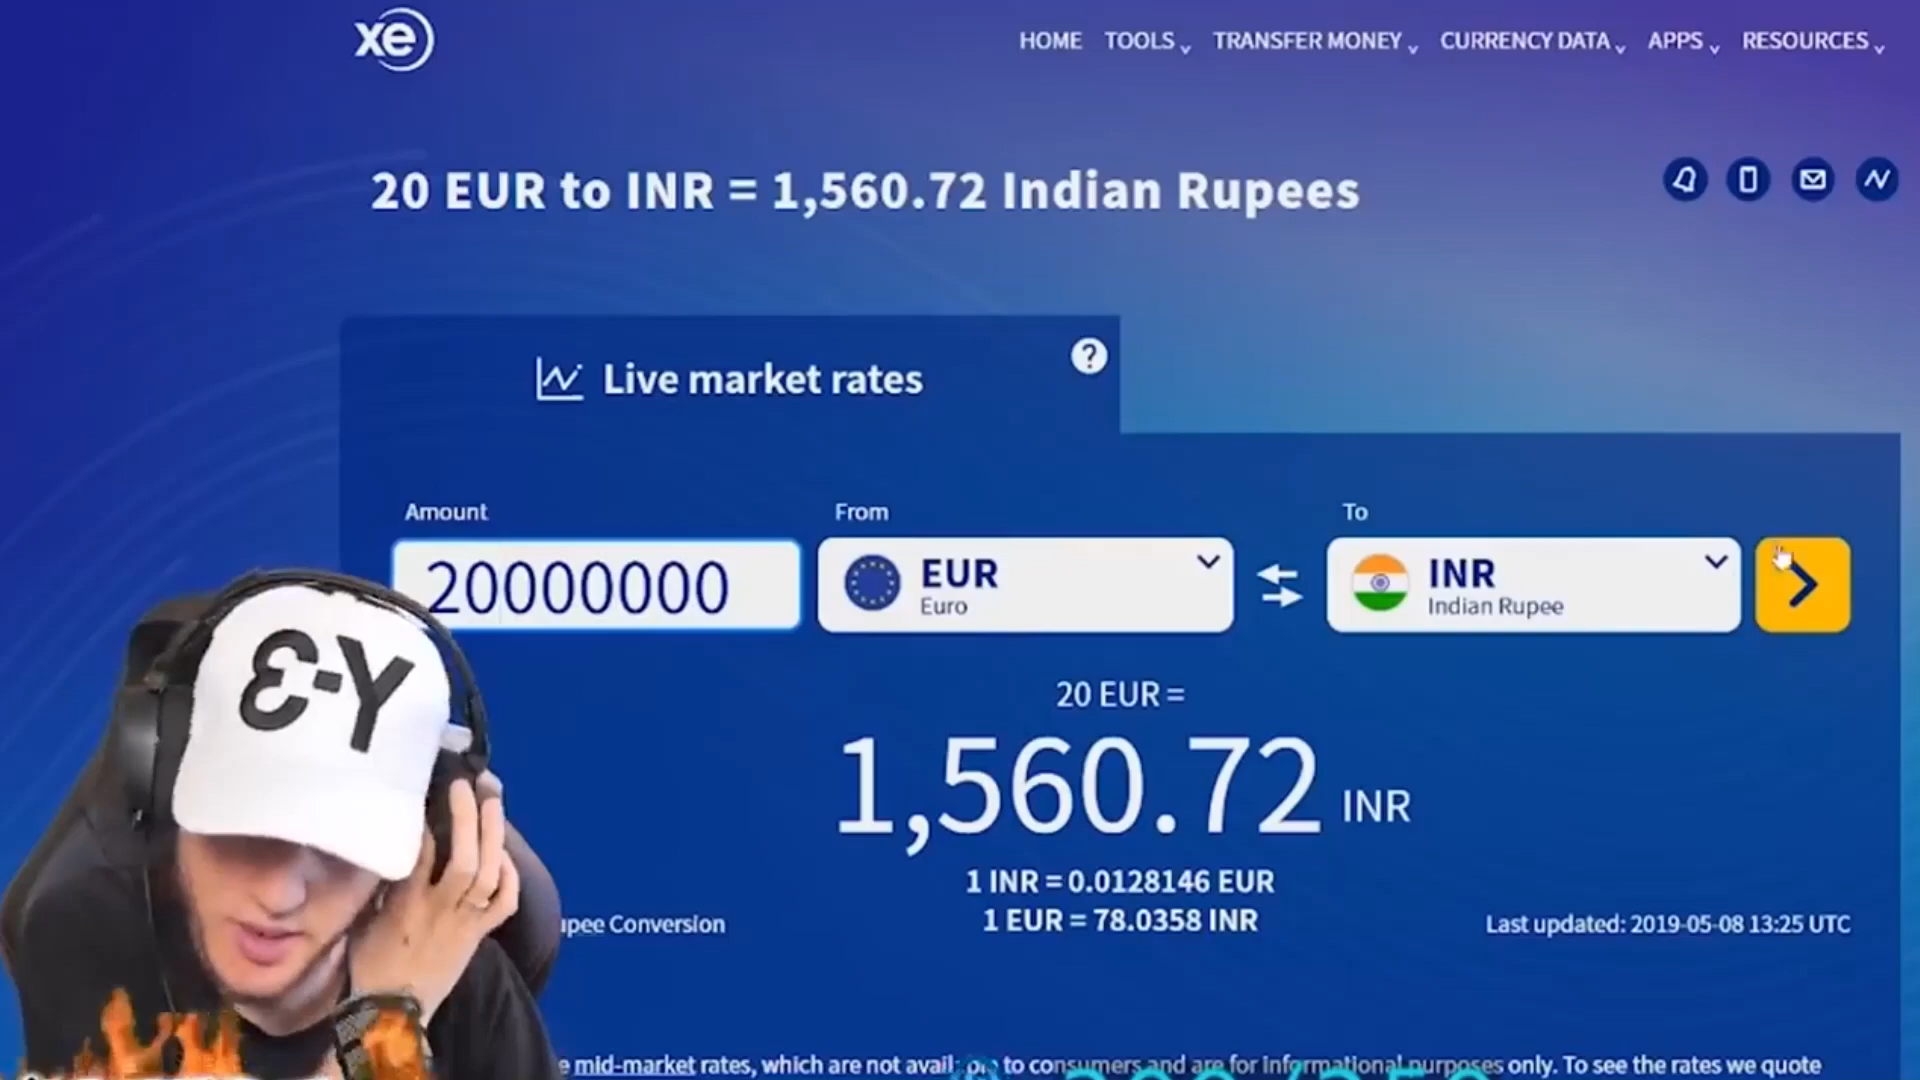 xe
HOME TOOLS TRANSFER MONEY CURRENCY DATA APPS RESOURCES
20 EUR to INR = 1,560.72 Indian Rupees
Live market rates ?
Amount From To
20000000 EUR INR
Euro Indian Rupee
20 EUR =
1,560.72 INR
1 INR = 0.0128146 EUR
1 EUR = 78.0358 INR
Conversion Last updated: 2019-05-08 13:25 UTC
Y-3
mid-market rates, which are not to consumers and are for informational purposes only. To see the rates we quote